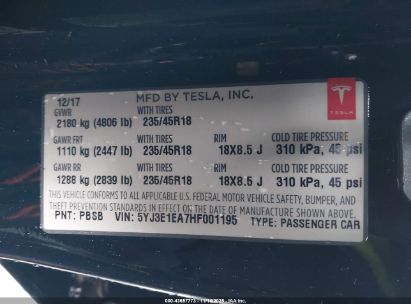 MFD BY TESLA, INC.
12/17
GVWR WITH TIRES
2180 kg (4806 lb) 235/45R18
GAWR FRT WITH TIRES RIM COLD TIRE PRESSURE
1110 kg (2447 lb) 235/45R18 18X8.5 J 310 kPa, 45 psi
GAWR RR WITH TIRES RIM COLD TIRE PRESSURE
1288 kg (2839 lb) 235/45R18 18X8.5 J 310 kPa, 45 psi
THIS VEHICLE CONFORMS TO ALL APPLICABLE
U.S. FEDERAL MOTOR VEHICLE SAFETY, BUMPER, AND
THEFT PREVENTION STANDARDS IN EFFECT ON THE
DATE OF MANUFACTURE SHOWN ABOVE.
PNT: PBSB VIN: 5YJ3E1EA7HF001195 TYPE: PASSENGER CAR
TESLA